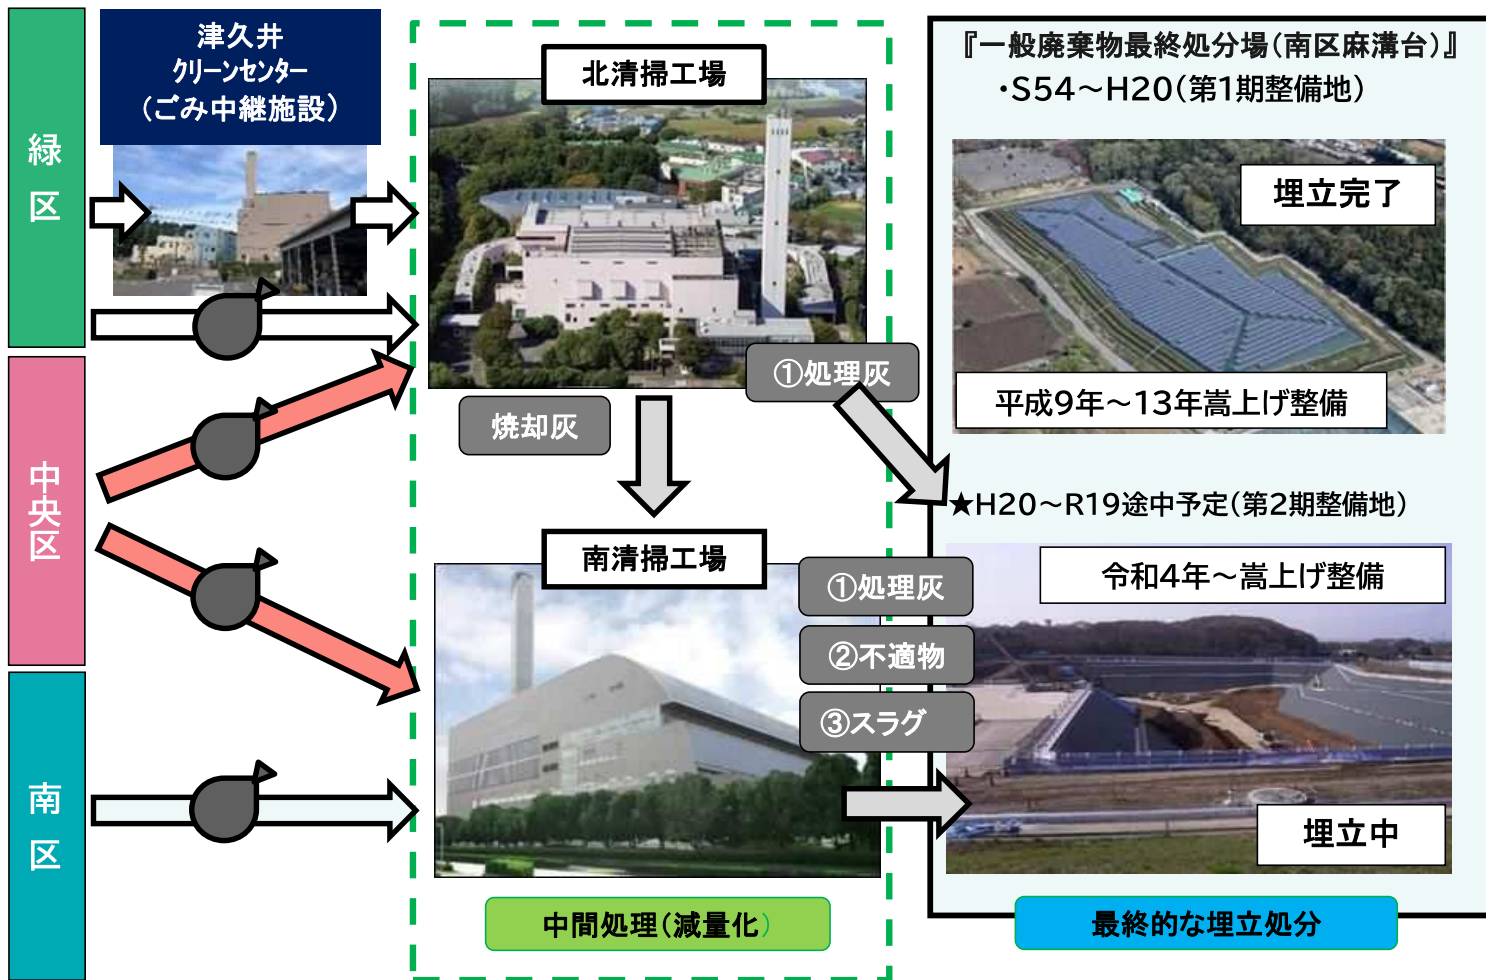 緑区
中央区
南区
津久井
クリーンセンター
(ごみ中継施設)
北清掃工場
①処理灰
焼却灰
南清掃工場
①処理灰
②不適物
③スラグ
中間処理(減量化)
『一般廃棄物最終処分場(南区麻溝台)』
・S54～H20(第1期整備地)
埋立完了
平成9年～13年嵩上げ整備
★H20～R19途中予定(第2期整備地)
令和4年～嵩上げ整備
埋立中
最終的な埋立処分